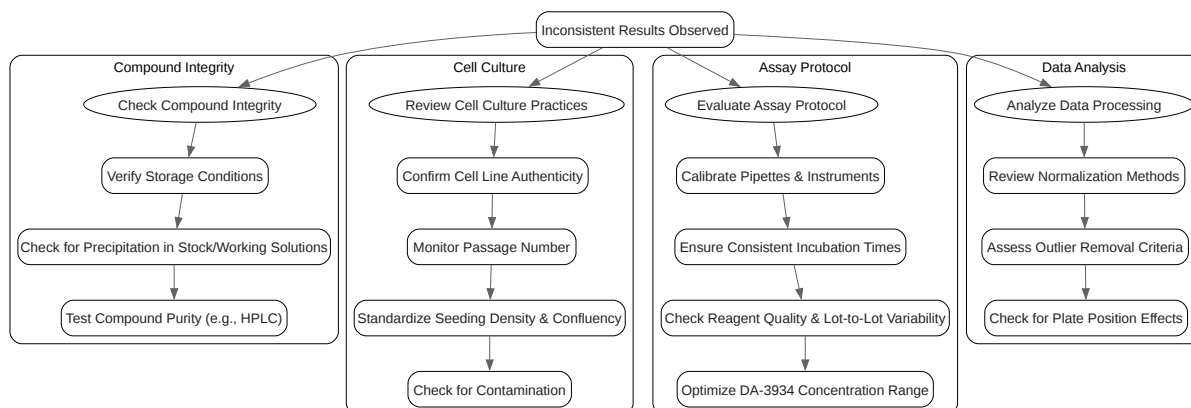 Inconsistent Results Observed
Compound Integrity
Check Compound Integrity
Verify Storage Conditions
Check for Precipitation in Stock/Working Solutions
Test Compound Purity (e.g., HPLC)
Cell Culture
Review Cell Culture Practices
Confirm Cell Line Authenticity
Monitor Passage Number
Standardize Seeding Density & Confluency
Check for Contamination
Assay Protocol
Evaluate Assay Protocol
Calibrate Pipettes & Instruments
Ensure Consistent Incubation Times
Check Reagent Quality & Lot-to-Lot Variability
Optimize DA-3934 Concentration Range
Data Analysis
Analyze Data Processing
Review Normalization Methods
Assess Outlier Removal Criteria
Check for Plate Position Effects